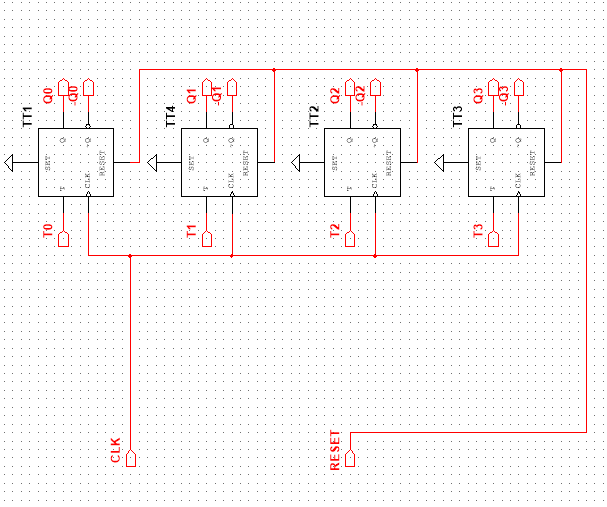 TT1
Q0
~Q0
SET
Q
~Q
RESET
T
CLK
T0
TT4
Q1
~Q1
SET
Q
~Q
RESET
T
CLK
T1
TT2
Q2
~Q2
SET
Q
~Q
RESET
T
CLK
T2
TT3
Q3
~Q3
SET
Q
~Q
RESET
T
CLK
T3
CLK
RESET